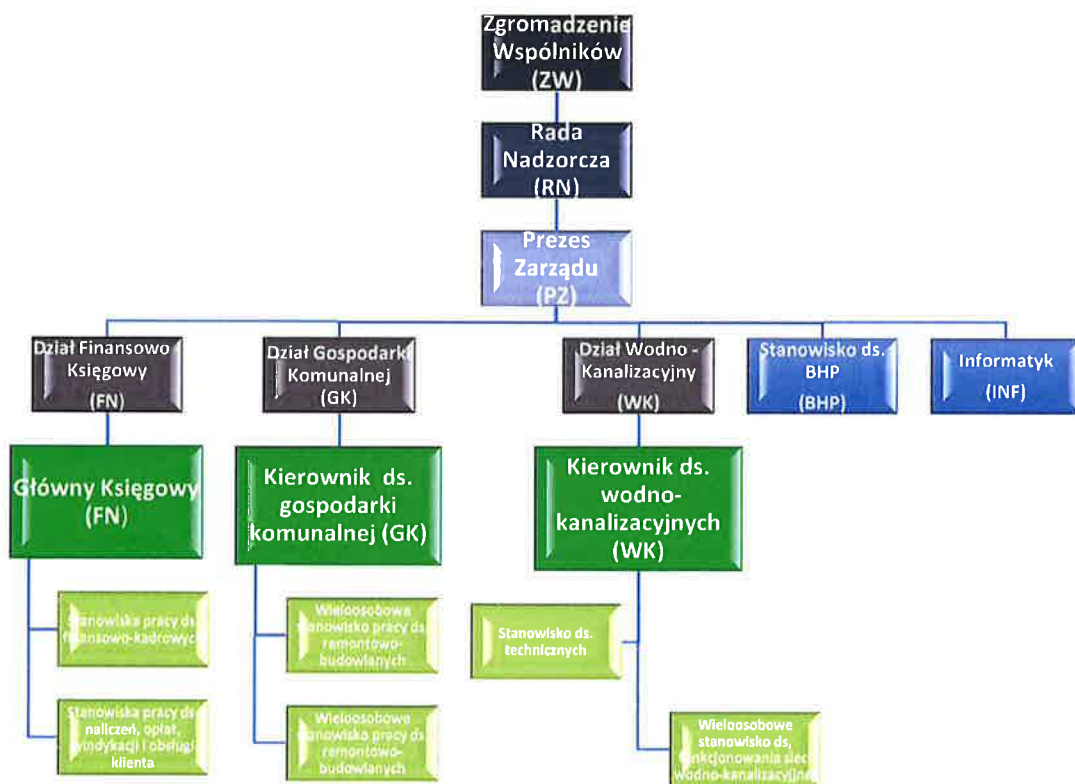 Zgromadzenie
Wspólników
(ZW)
Rada
Nadzorcza
(RN)
Prezes
Zarządu
(PZ)
Dział Finansowo
Księgowy
(FN)
Dział Gospodarki
Komunalnej
(GK)
Dział Wodno -
Kanalizacyjny
(WK)
Stanowisko ds.
BHP
(BHP)
Informatyk
(INF)
Główny Księgowy
(FN)
Kierownik ds.
gospodarki
komunalnej (GK)
Kierownik ds.
wodno-
kanalizacyjnych
(WK)
Stanowiska pracy ds.
finansowo-kadrowych
Wieloosobowe
stanowisko pracy ds.
remontowo-
budowlanych
Stanowisko ds.
technicznych
Stanowiska pracy ds.
naliczeń, opłat,
windykacji i obsługi
klienta
Wieloosobowe
stanowisko pracy ds.
remontowo-
budowlanych
Wieloosobowe
stanowisko ds,
funkcjonowania sieci
wodno-kanalizacyjnej